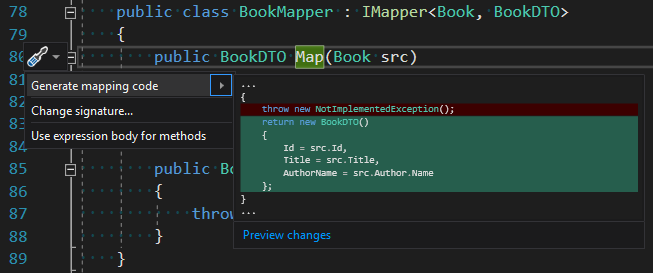 78 public class BookMapper : IMapper<Book, BookDTO>
79 {
80 public BookDTO Map(Book src)
81
Generate mapping code
Change signature...
Use expression body for methods
...
{
throw new NotImplementedException();
return new BookDTO()
{
Id = src.Id,
Title = src.Title,
AuthorName = src.Author.Name
};
}
...
Preview changes
82
83
84
85 public Bo
86 {
87 throw
88 }
89 }